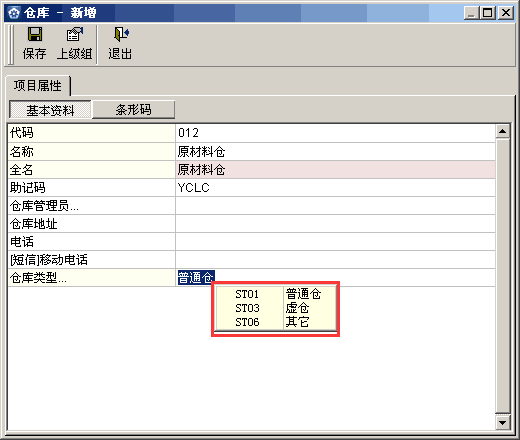 仓库 - 新增
保存 上级组 退出
项目属性
基本资料 条形码
代码 012
名称 原材料仓
全名 原材料仓
助记码 YCLC
仓库管理员...
仓库地址
电话
[短信]移动电话
仓库类型... 普通仓
ST01 普通仓
ST03 虚仓
ST06 其它